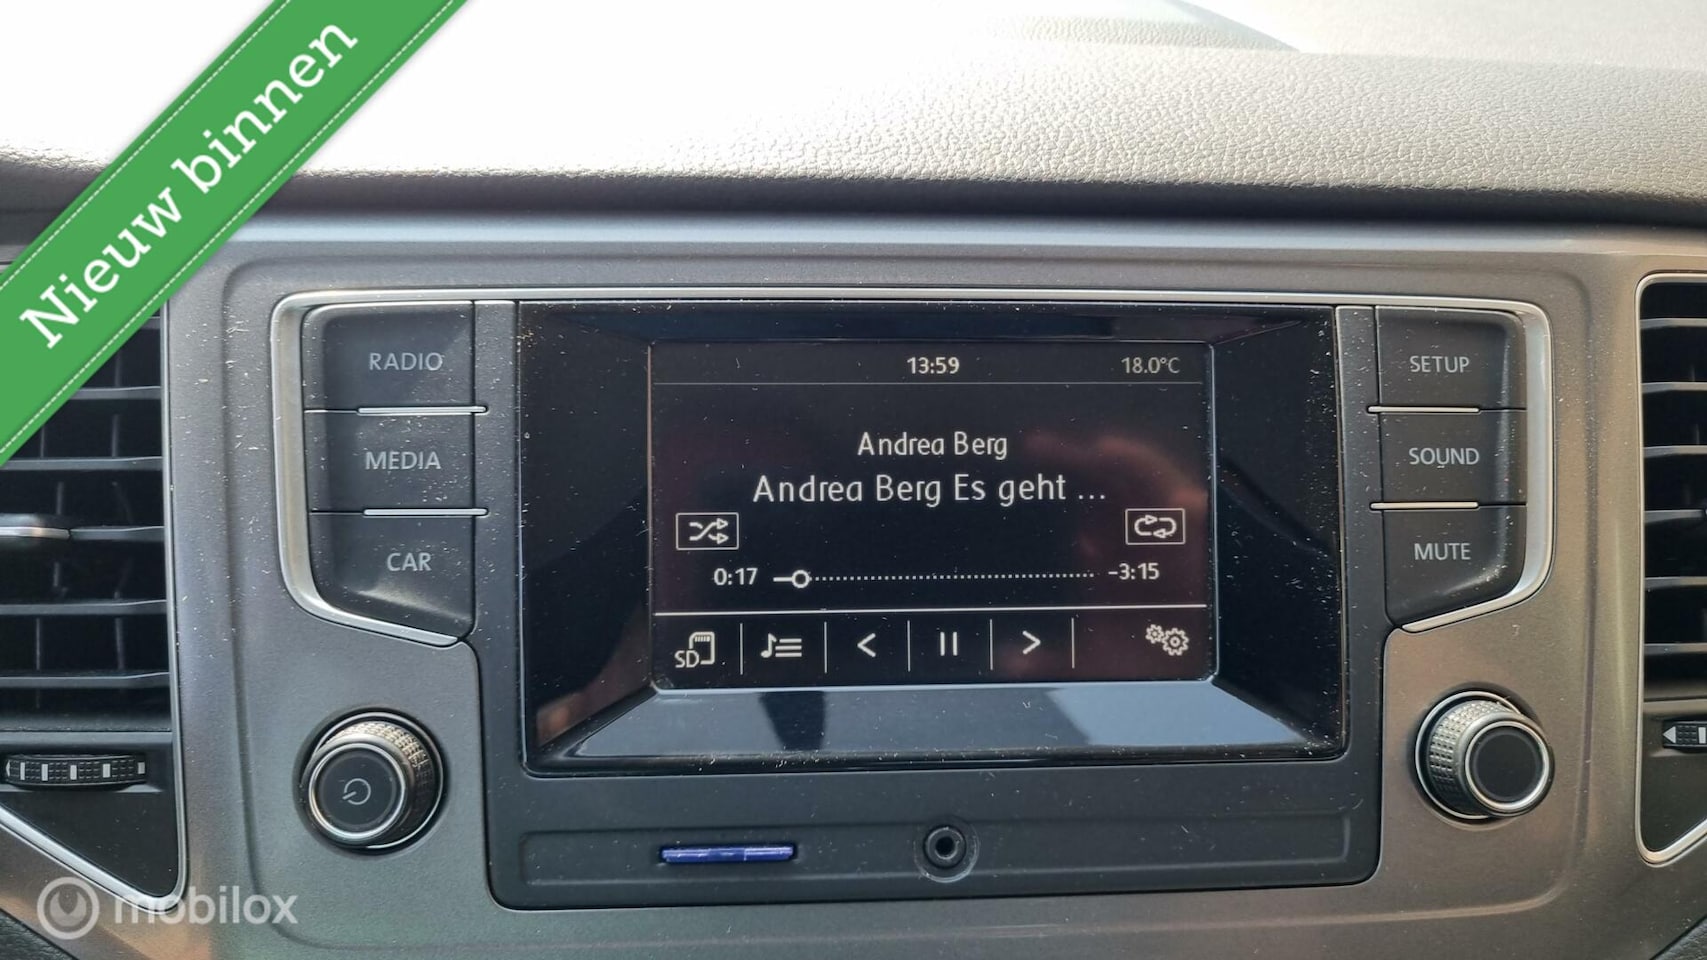 Nieuw binnen
RADIO
MEDIA
CAR
13:59 18.0°C
Andrea Berg
Andrea Berg Es geht ...
0:17 -3:15
SD
SETUP
SOUND
MUTE
mobilox